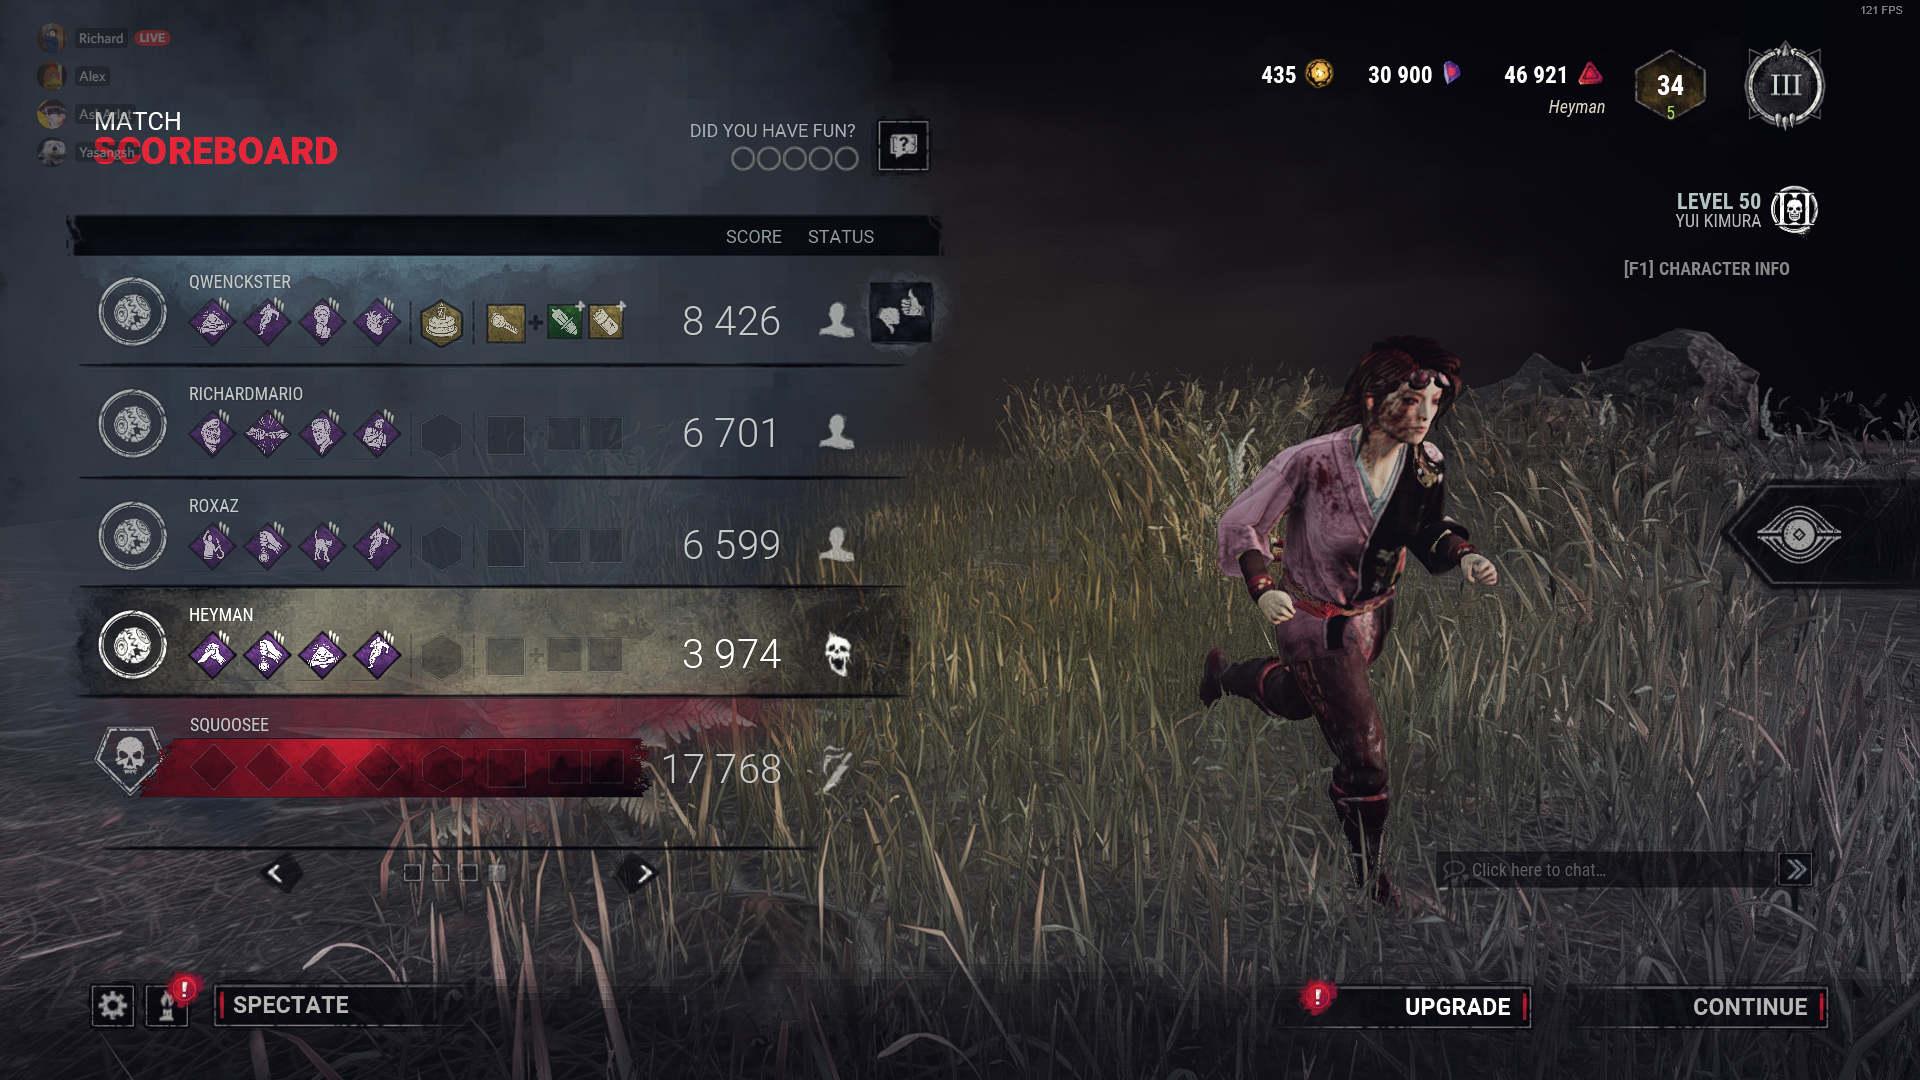 121 FPS
Richard LIVE
Alex
435
30 900
46 921
34
III
Heyman
5
MATCH
SCOREBOARD
Yasangsh
DID YOU HAVE FUN?
LEVEL 50
YUI KIMURA
[F1] CHARACTER INFO
SCORE STATUS
QWENCKSTER
8 426
RICHARDMARIO
6 701
ROXAZ
6 599
HEYMAN
3 974
SQUOOSEE
17 768
Click here to chat...
SPECTATE
UPGRADE
CONTINUE